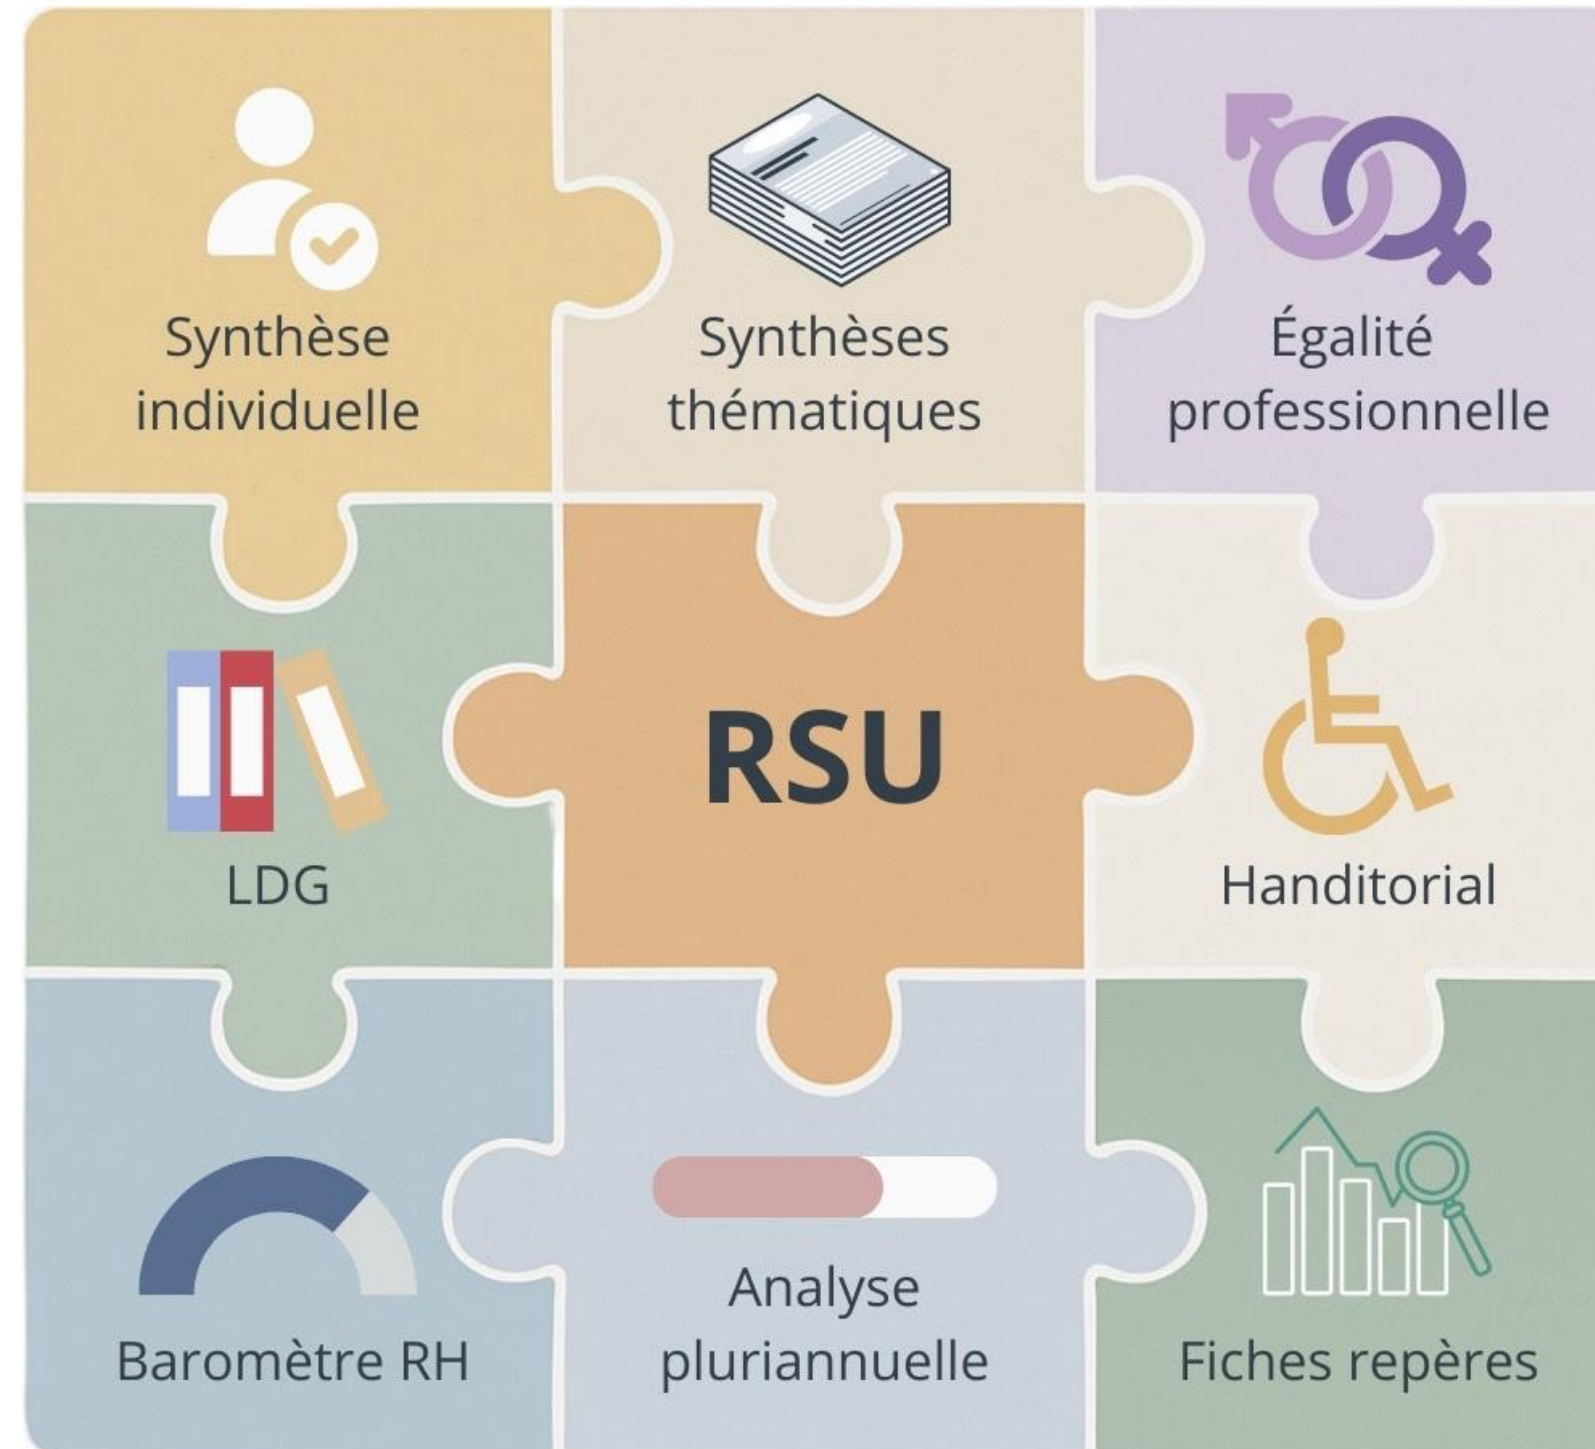 Synthèse
individuelle
Synthèses
thématiques
Égalité
professionnelle
LDG
RSU
Handitorial
Baromètre RH
Analyse
pluriannuelle
Fiches repères